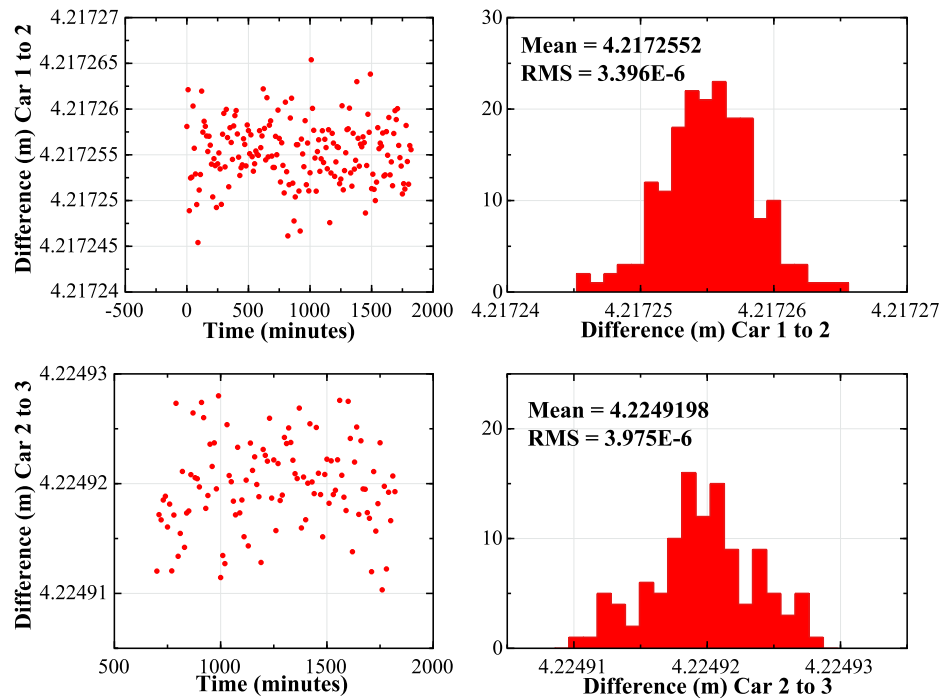 4.21727
4.217265
4.21726
4.217255
4.21725
4.217245
4.21724
-500 0 500 1000 1500 2000
Difference (m) Car 1 to 2
Time (minutes)
30
20
10
0
Mean = 4.2172552
RMS = 3.396E-6
4.21724 4.21725 4.21726 4.21727
Difference (m) Car 1 to 2
4.22493
4.22492
4.22491
500 1000 1500 2000
Difference (m) Car 2 to 3
Time (minutes)
20
10
0
Mean = 4.2249198
RMS = 3.975E-6
4.22491 4.22492 4.22493
Difference (m) Car 2 to 3